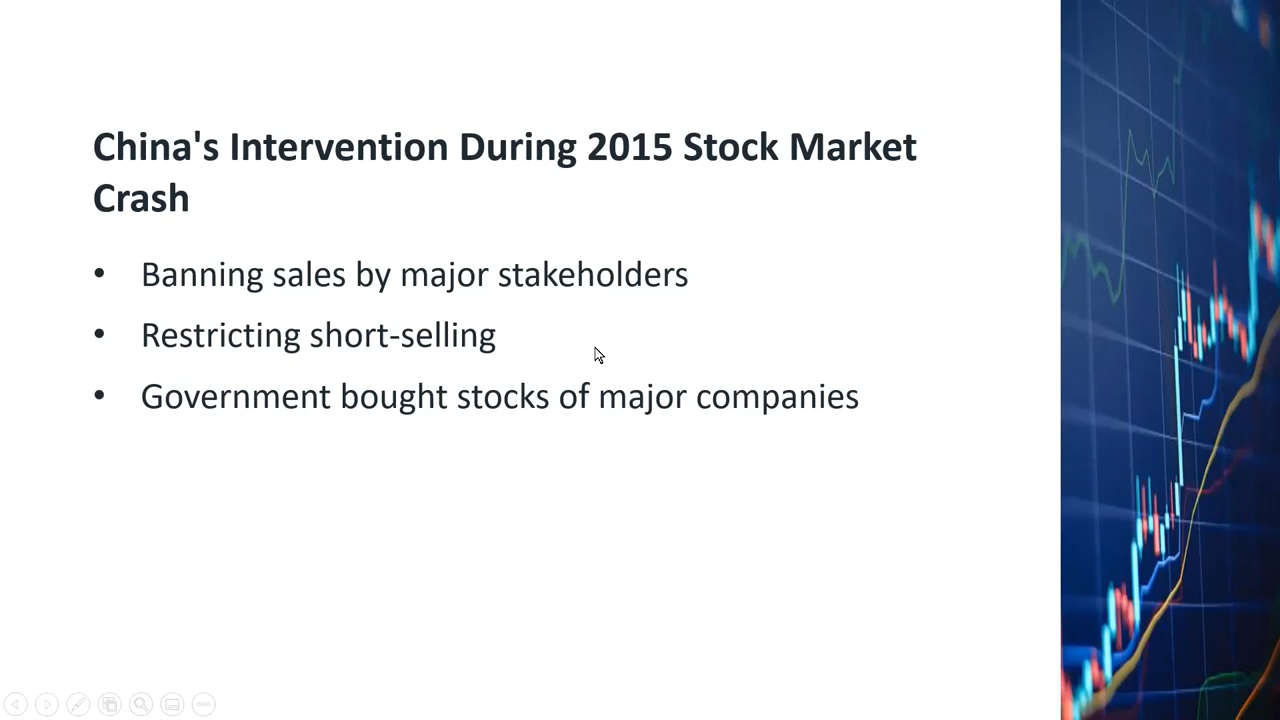 China's Intervention During 2015 Stock Market
Crash
• Banning sales by major stakeholders
• Restricting short-selling
• Government bought stocks of major companies